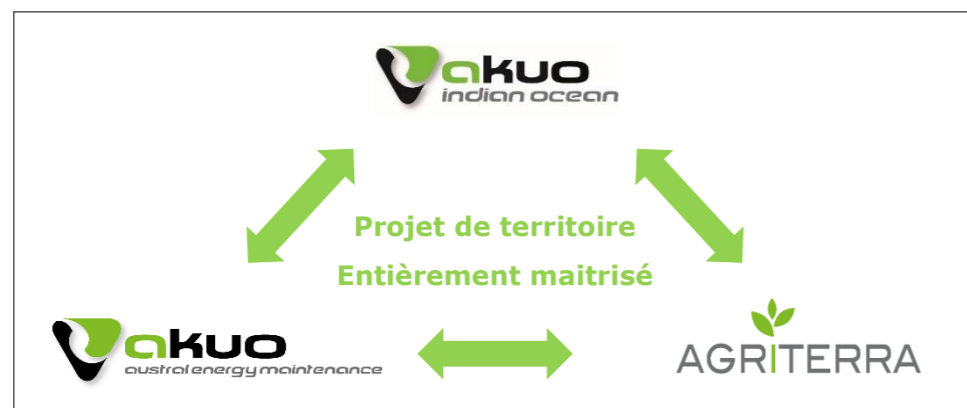 akuo
indian ocean
Projet de territoire
Entièrement maitrisé
akuo
austral energy maintenance
AGRITERRA